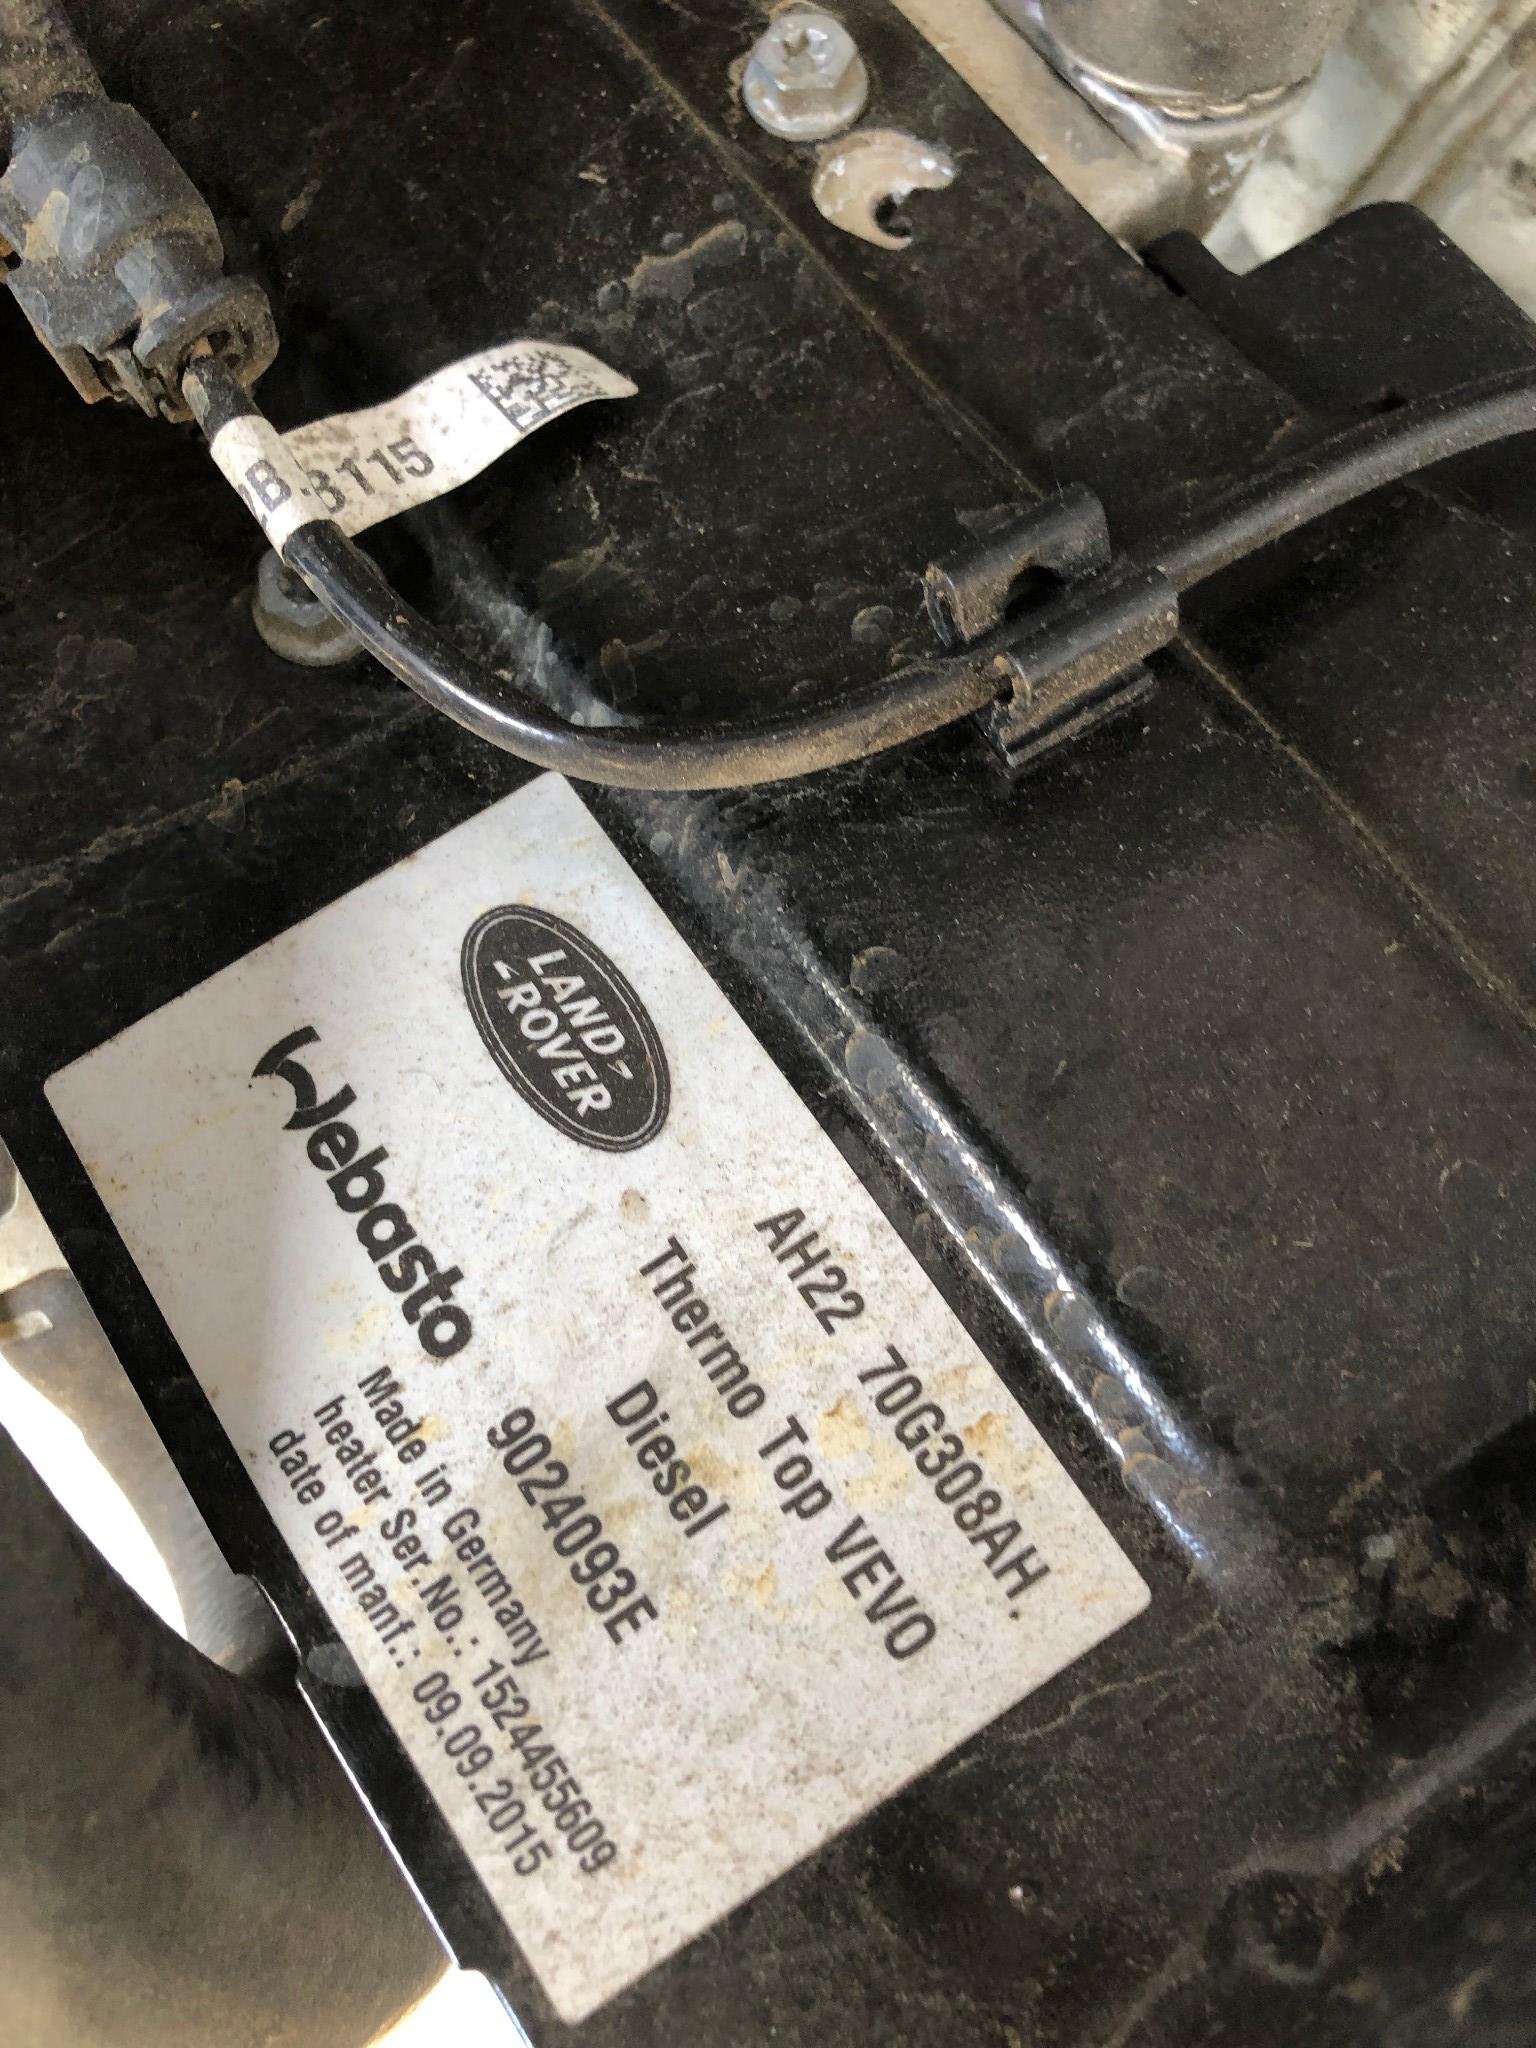 B115
LAND
ROVER
AH22 70G308AH.
Thermo Top VEVO
Diesel
Webasto 9024093E
Made in Germany
heater Ser.No.: 1524455609
date of manf.: 09.09.2015